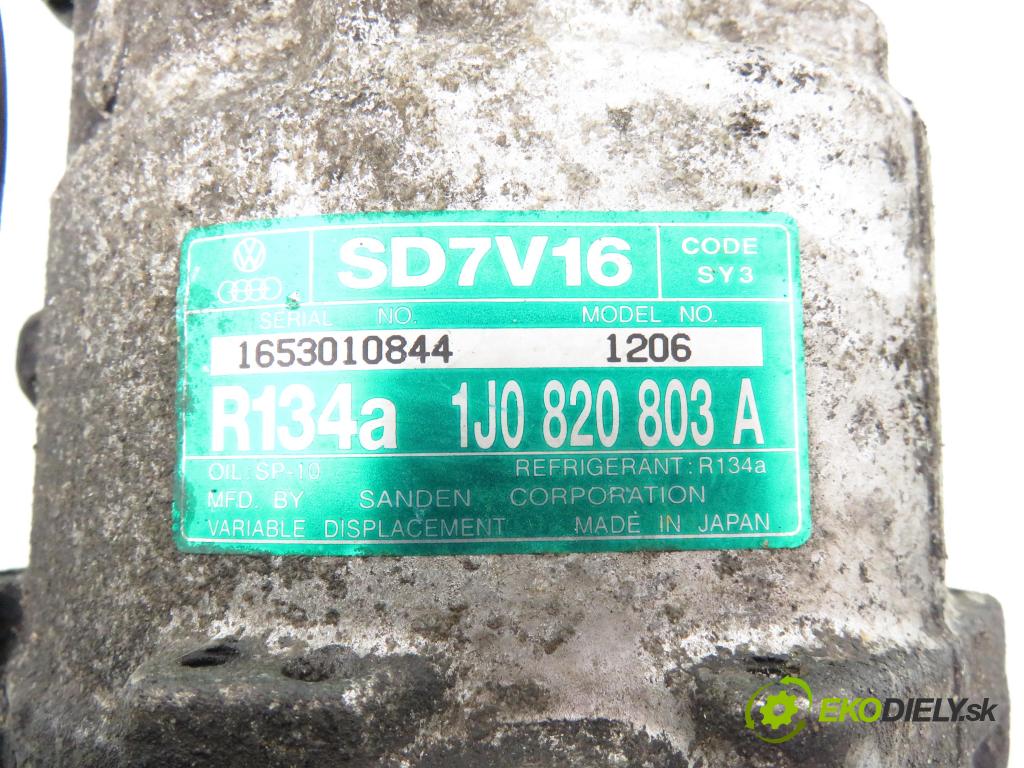 SD7V16
CODE
SY3
SERIAL NO. MODEL NO.
1653010844 1206
R134a 1J0 820 803 A
OIL: SP-10 REFRIGERANT: R134a
MFD. BY SANDEN CORPORATION
VARIABLE DISPLACEMENT MADE IN JAPAN
EKODIELY.sk